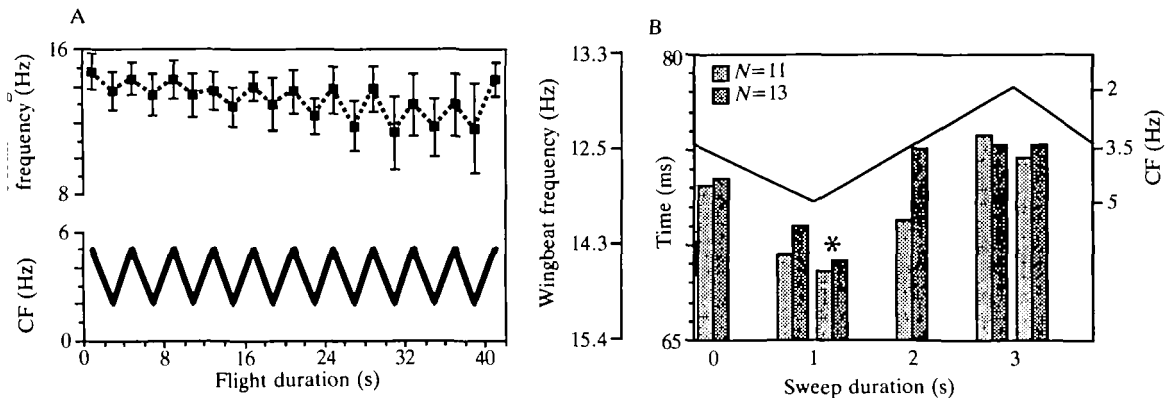 A
16
8
frequency (Hz)
6
0
CF (Hz)
0 8 16 24 32 40
Flight duration (s)
B
13.3
12.5
14.3
15.4
Wingbeat frequency (Hz)
80
65
Time (ms)
N=11
N=13
*
2
3.5
5
CF (Hz)
0 1 2 3
Sweep duration (s)